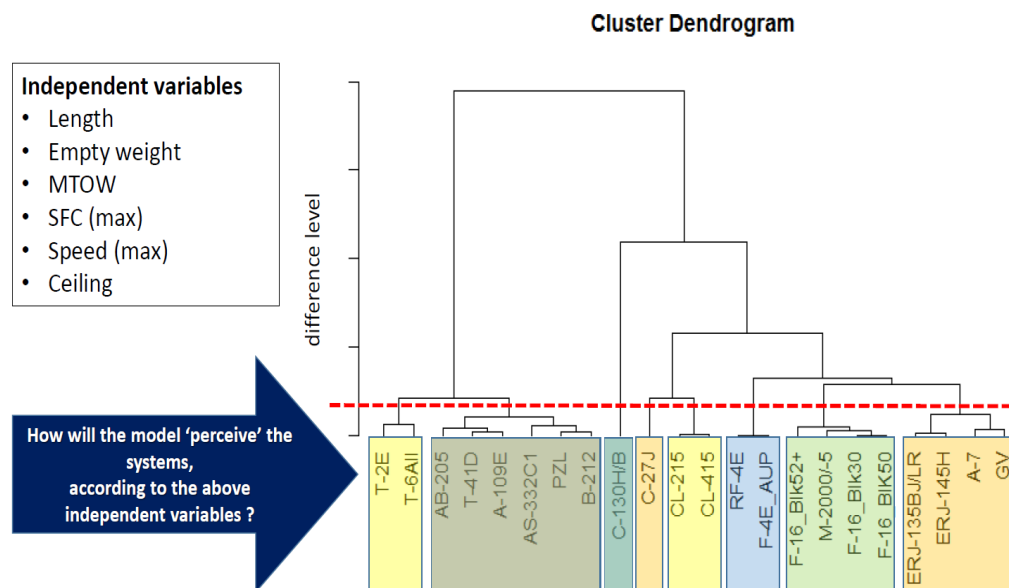 Cluster Dendrogram
Independent variables
• Length
• Empty weight
• MTOW
• SFC (max)
• Speed (max)
• Ceiling
difference level
How will the model ‘perceive’ the
systems,
according to the above
independent variables ?
T-2E
T-6AII
AB-205
T-41D
A-109E
AS-332C1
PZL
B-212
C-130H/B
C-27J
CL-215
CL-415
RF-4E
F-4E_AUP
F-16_Blk52+
M-2000/-5
F-16_Blk30
F-16_BlK50
ERJ-135BJ/LR
ERJ-145H
A-7
GV